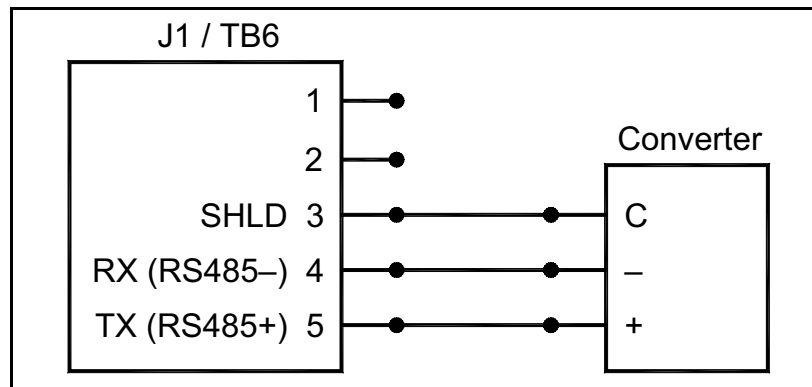 J1 / TB6
1
2
Converter
SHLD 3 C
RX (RS485–) 4 –
TX (RS485+) 5 +